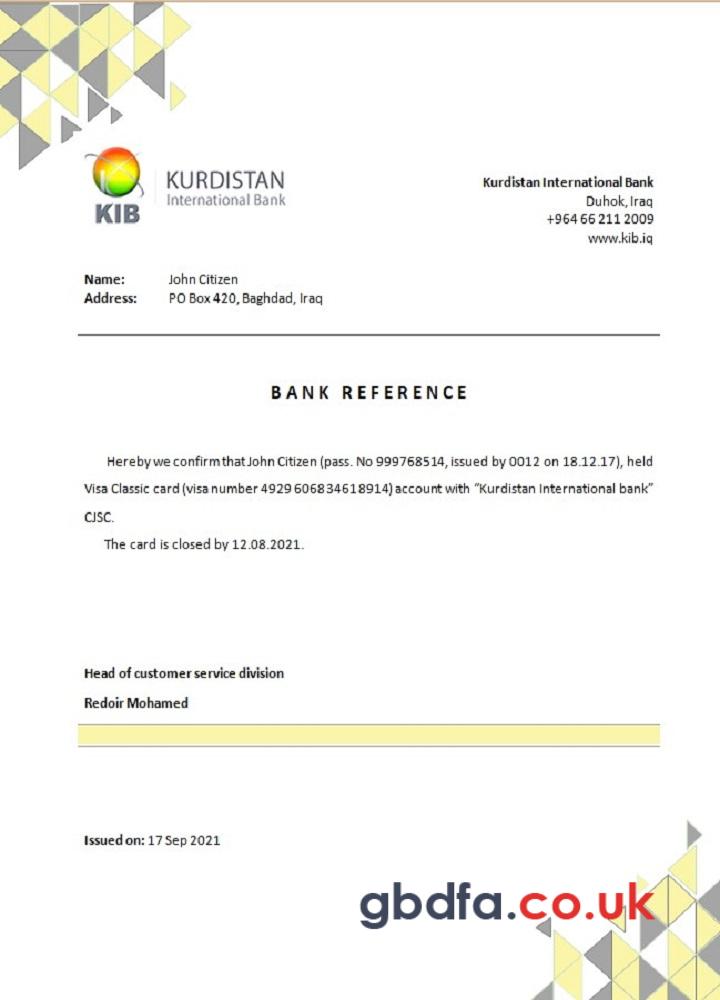 KIB
KURDISTAN
International Bank
Kurdistan International Bank
Duhok, Iraq
+964 66 211 2009
www.kib.iq
Name: John Citizen
Address: PO Box 420, Baghdad, Iraq
BANK REFERENCE
Hereby we confirm that John Citizen (pass. No 999768514, issued by 0012 on 18.12.17), held
Visa Classic card (visa number 4929 606834618914) account with “Kurdistan International bank”
CJSC.
The card is closed by 12.08.2021.
Head of customer service division
Redoir Mohamed
Issued on: 17 Sep 2021
gbdfa.co.uk